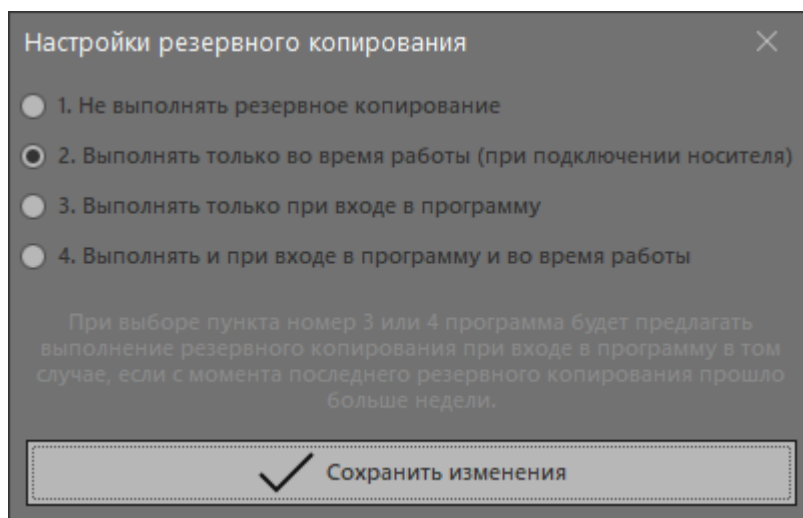 Настройки резервного копирования
1. Не выполнять резервное копирование
2. Выполнять только во время работы (при подключении носителя)
3. Выполнять только при входе в программу
4. Выполнять и при входе в программу и во время работы
При выборе пункта номер 3 или 4 программа будет предлагать
выполнение резервного копирования при входе в программу в том
случае, если с момента последнего резервного копирования прошло
больше недели.
Сохранить изменения